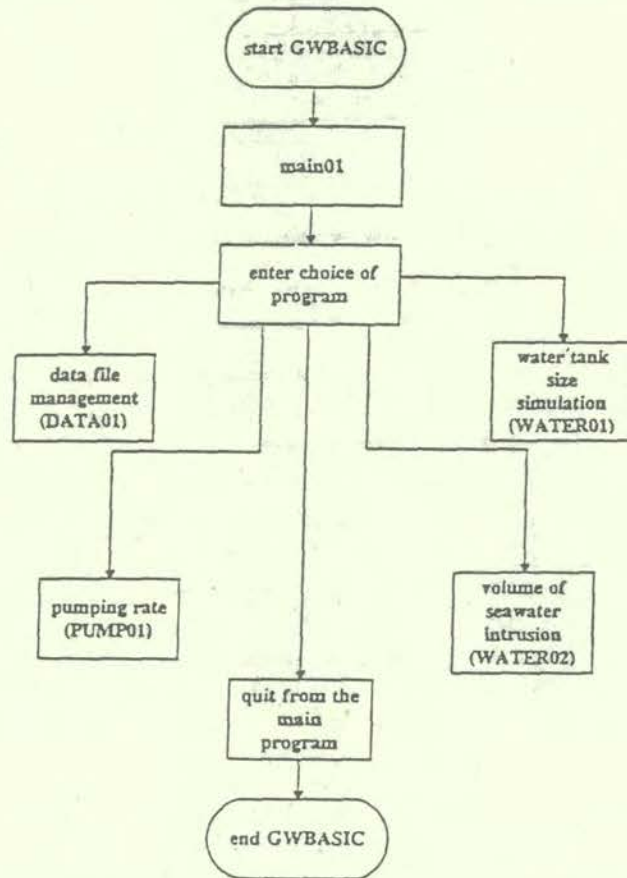 start GWBASIC
main01
enter choice of
program
data file
management
(DATA01)
water tank
size
simulation
(WATER01)
pumping rate
(PUMP01)
volume of
seawater
intrusion
(WATER02)
quit from the
main
program
end GWBASIC